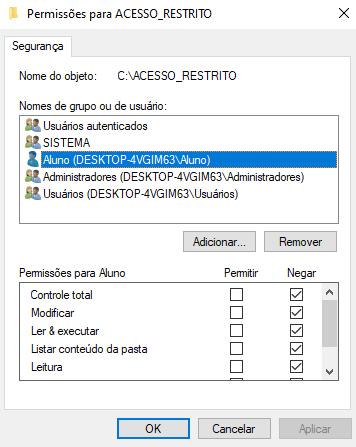 Permissões para ACESSO_RESTRITO
Segurança
Nome do objeto: C:\ACESSO_RESTRITO
Nomes de grupo ou de usuário:
Usuários autenticados
SISTEMA
Aluno (DESKTOP-4VGIM63\Aluno)
Administradores (DESKTOP-4VGIM63\Administradores)
Usuários (DESKTOP-4VGIM63\Usuários)
Adicionar... Remover
Permissões para Aluno Permitir Negar
Controle total
Modificar
Ler & executar
Listar conteúdo da pasta
Leitura
OK Cancelar Aplicar